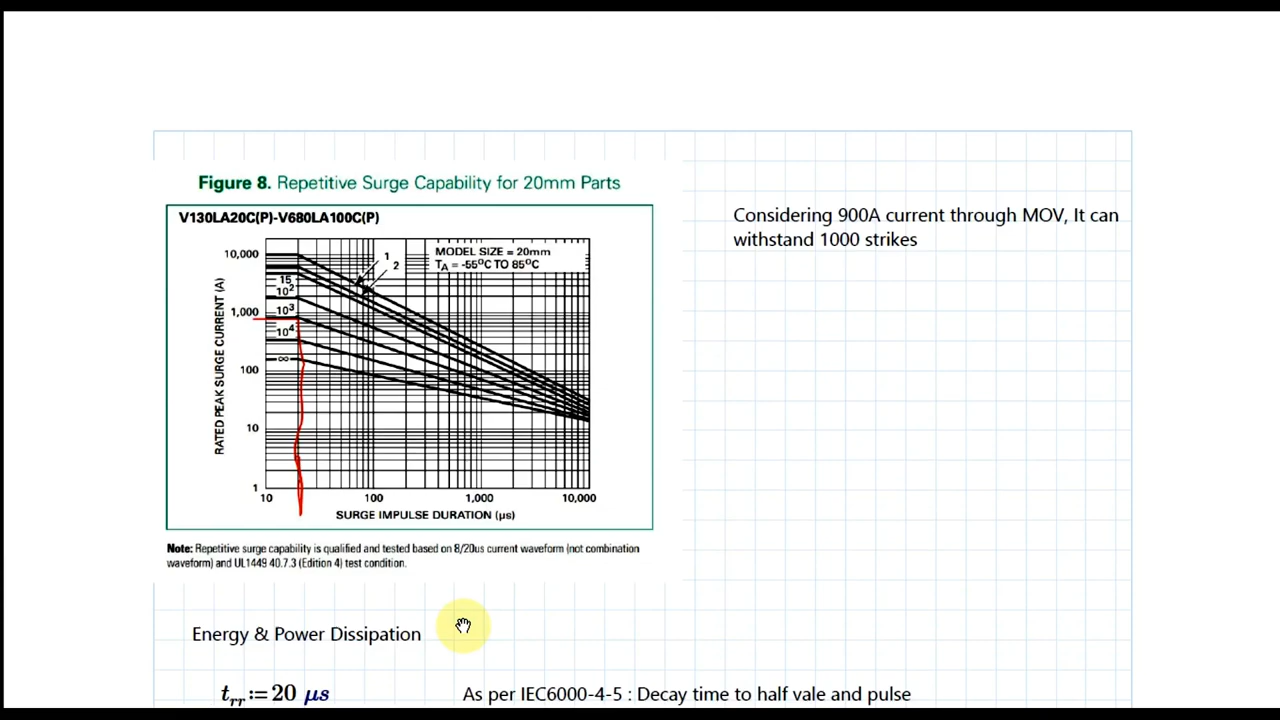 Figure 8. Repetitive Surge Capability for 20mm Parts
V130LA20C(P)-V680LA100C(P)
Considering 900A current through MOV, It can
withstand 1000 strikes
RATED PEAK SURGE CURRENT (A)
10,000
1,000
100
10
1
1
2
MODEL SIZE = 20mm
TA = -55ºC TO 85ºC
15
10²
10³
10⁴
∞
10
100
1,000
10,000
SURGE IMPULSE DURATION (µs)
Note: Repetitive surge capability is qualified and tested based on 8/20us current waveform (not combination
waveform) and UL1449 40.7.3 (Edition 4) test condition.
Energy & Power Dissipation
trr:=20 µs
As per IEC6000-4-5 : Decay time to half vale and pulse